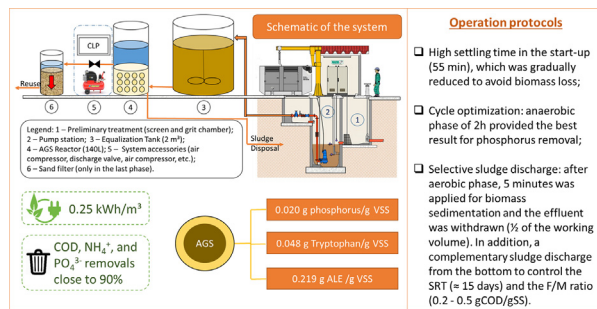 Schematic of the system
CLP
Reuse
6
5
4
3
2
1
Sludge
Disposal
Legend: 1 – Preliminary treatment (screen and grit chamber);
2 – Pump station; 3 – Equalization Tank (2 m³);
4 – AGS Reactor (140L); 5 – System accessories (air
compressor, discharge valve, air compressor, etc.);
6 – Sand filter (only in the last phase).
0.25 kWh/m³
COD, NH₄⁺, and
PO₄³⁻ removals
close to 90%
AGS
0.020 g phosphorus/g VSS
0.048 g Tryptophan/g VSS
0.219 g ALE /g VSS
Operation protocols
High settling time in the start-up
(55 min), which was gradually
reduced to avoid biomass loss;
Cycle optimization: anaerobic
phase of 2h provided the best
result for phosphorus removal;
Selective sludge discharge: after
aerobic phase, 5 minutes was
applied for biomass
sedimentation and the effluent
was withdrawn (½ of the working
volume). In addition, a
complementary sludge discharge
from the bottom to control the
SRT (≈ 15 days) and the F/M ratio
(0.2 - 0.5 gCOD/gSS).